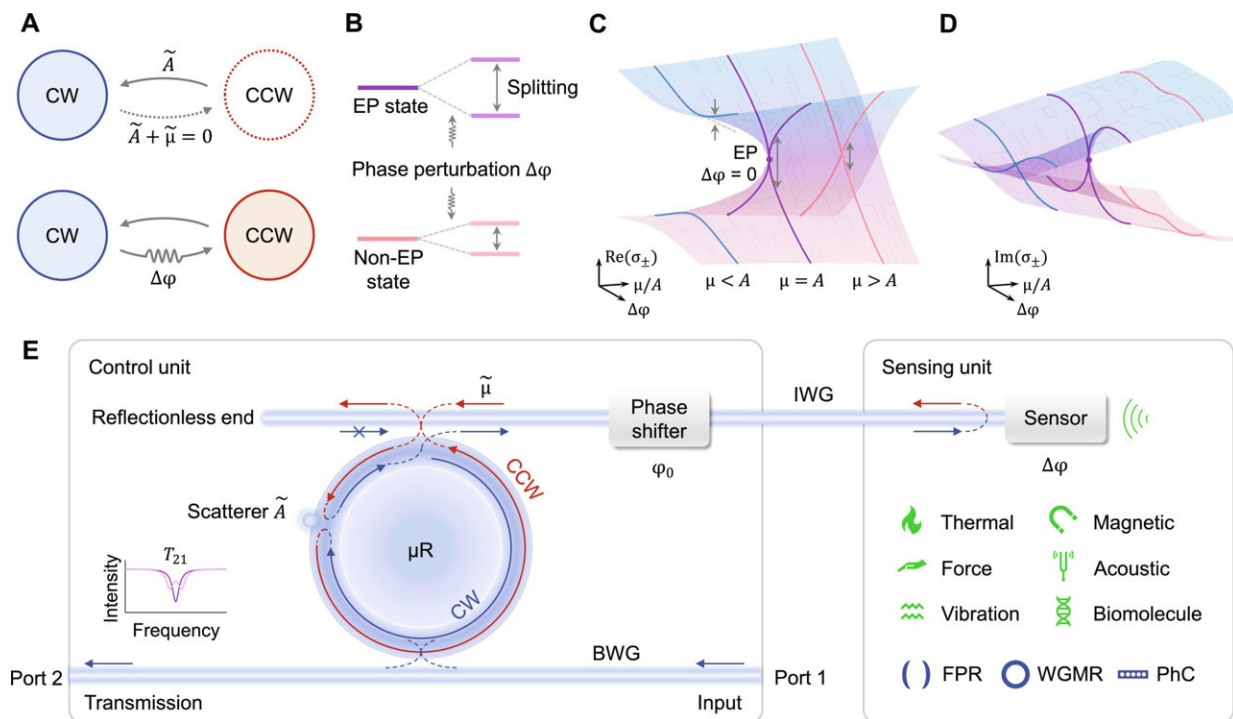 A
CW
Ã
CCW
Ã + μ̃ = 0
CW
CCW
Δφ
B
EP state
Splitting
Phase perturbation Δφ
Non-EP
state
C
EP
Δφ = 0
Re(σ±)
μ/A
Δφ
μ < A
μ = A
μ > A
D
Im(σ±)
μ/A
Δφ
E
Control unit
μ̃
Reflectionless end
Phase
shifter
φ₀
IWG
Sensing unit
Sensor
Δφ
CCW
Scatterer Ã
μR
CW
T₂₁
Intensity
Frequency
Thermal
Magnetic
Force
Acoustic
Vibration
Biomolecule
FPR
WGMR
PhC
BWG
Port 2
Port 1
Transmission
Input